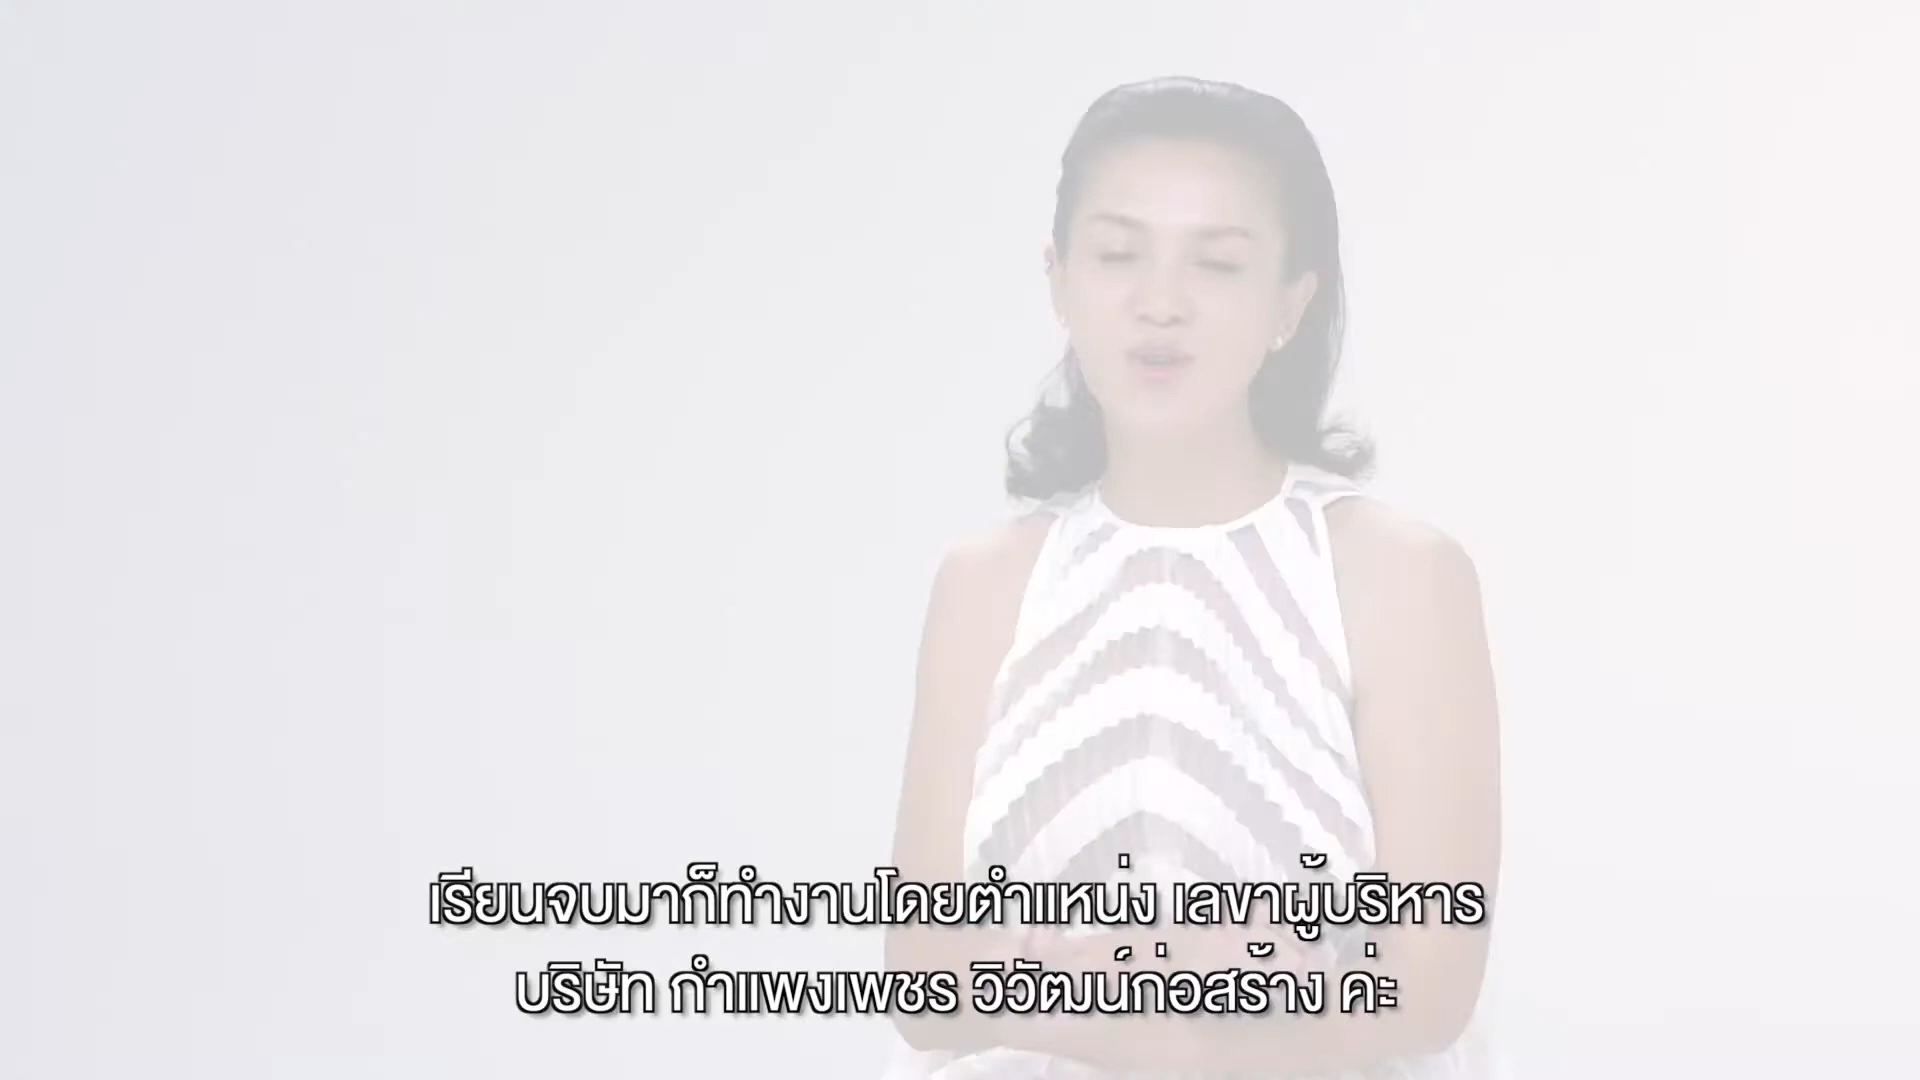 เรียนจบมาก็ทำงานโดยตำแหน่ง เลขาผู้บริหาร
บริษัท กำแพงเพชร วิวัฒน์ก่อสร้าง ค่ะ